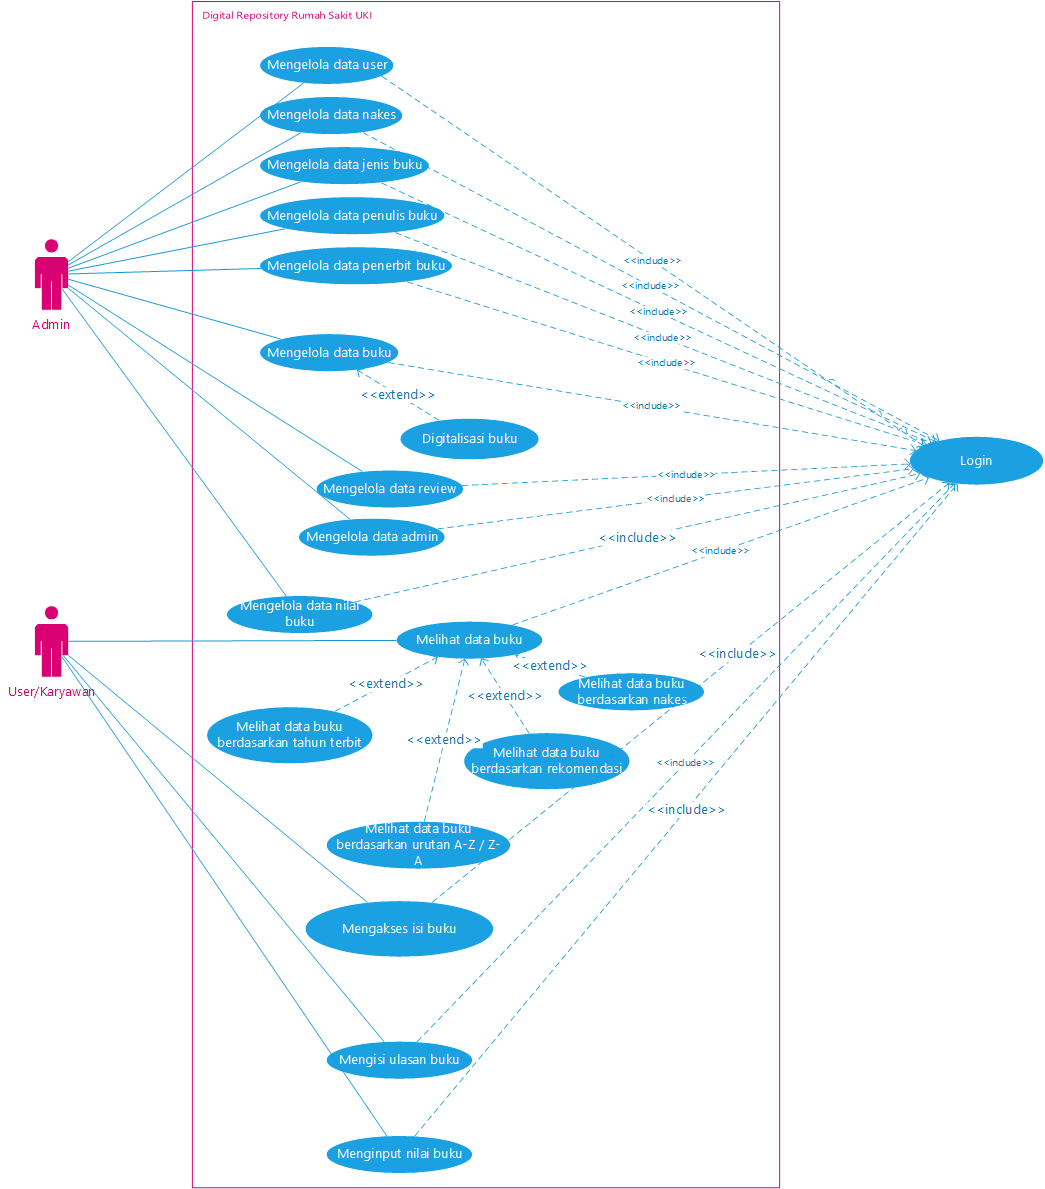 Digital Repository Rumah Sakit UKI
Mengelola data user
Mengelola data nakes
Mengelola data jenis buku
Mengelola data penulis buku
<<include>>
Mengelola data penerbit buku
<<include>>
<<include>>
Admin
<<include>>
Mengelola data buku
<<include>>
<<extend>>
<<include>>
Digitalisasi buku
Login
<<include>>
Mengelola data review
<<include>>
Mengelola data admin
<<include>>
<<include>>
Mengelola data nilai
buku
Melihat data buku
<<include>>
<<extend>>
<<extend>>
Melihat data buku
berdasarkan nakes
User/Karyawan
<<extend>>
Melihat data buku
berdasarkan tahun terbit
<<extend>>
Melihat data buku
berdasarkan rekomendasi
<<include>>
<<include>>
Melihat data buku
berdasarkan urutan A-Z / Z-
A
Mengakses isi buku
Mengisi ulasan buku
Menginput nilai buku